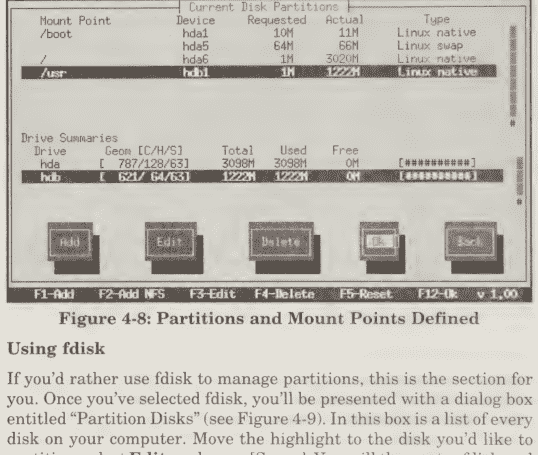 Current Disk Partitions
Mount Point Device Requested Actual Type
/boot hda1 10M 11M Linux native
hda5 64M 66M Linux swap
/ hda6 1M 3020M Linux native
/usr hdb1 1M 1222M Linux native
Drive Summaries
Drive Geom [C/H/S] Total Used Free
hda [ 787/128/63] 3098M 3098M 0M [##########]
hdb [ 621/ 64/63] 1222M 1222M 0M [##########]
Add Edit Delete Ok Back
F1-Add F2-Add NFS F3-Edit F4-Delete F5-Reset F12-Ok v 1.00
Figure 4-8: Partitions and Mount Points Defined
Using fdisk
If you'd rather use fdisk to manage partitions, this is the section for
you. Once you've selected fdisk, you'll be presented with a dialog box
entitled “Partition Disks” (see Figure 4-9). In this box is a list of every
disk on your computer. Move the highlight to the disk you'd like to